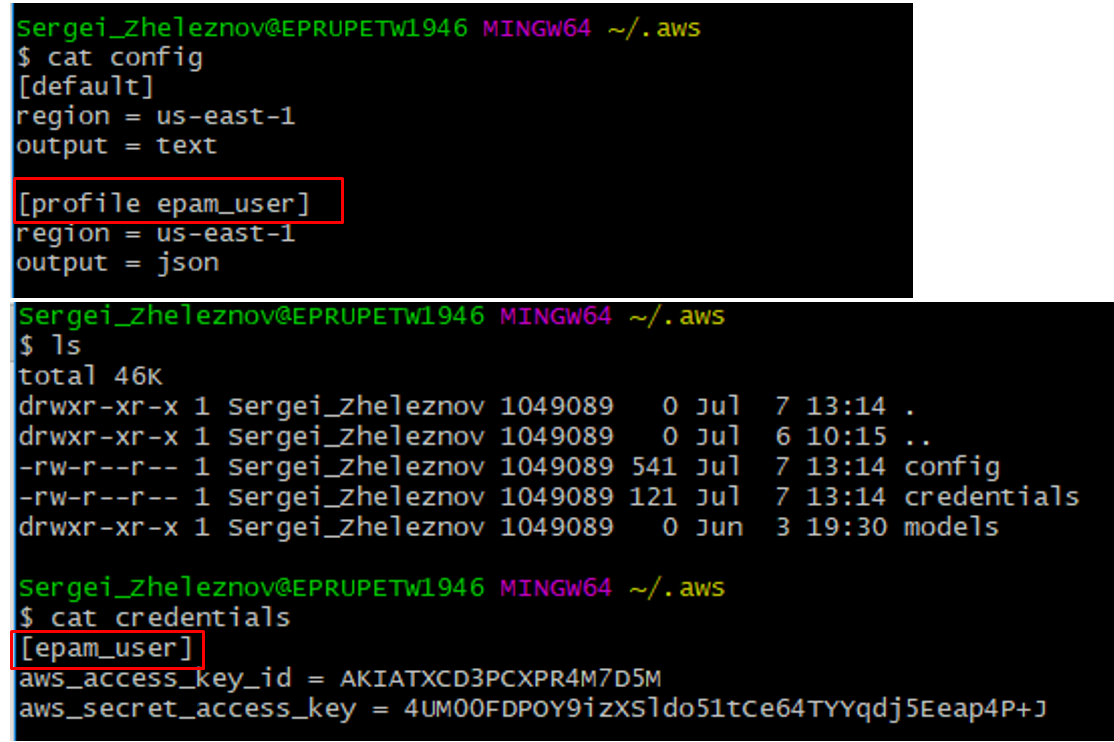 Sergei_Zheleznov@EPRUPETW1946 MINGW64 ~/.aws
$ cat config
[default]
region = us-east-1
output = text
[profile epam_user]
region = us-east-1
output = json
Sergei_Zheleznov@EPRUPETW1946 MINGW64 ~/.aws
$ ls
total 46K
drwxr-xr-x 1 Sergei_Zheleznov 1049089   0 Jul  7 13:14 .
drwxr-xr-x 1 Sergei_Zheleznov 1049089   0 Jul  6 10:15 ..
-rw-r--r-- 1 Sergei_Zheleznov 1049089 541 Jul  7 13:14 config
-rw-r--r-- 1 Sergei_Zheleznov 1049089 121 Jul  7 13:14 credentials
drwxr-xr-x 1 Sergei_Zheleznov 1049089   0 Jun  3 19:30 models
Sergei_Zheleznov@EPRUPETW1946 MINGW64 ~/.aws
$ cat credentials
[epam_user]
aws_access_key_id = AKIATXCD3PCXPR4M7D5M
aws_secret_access_key = 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